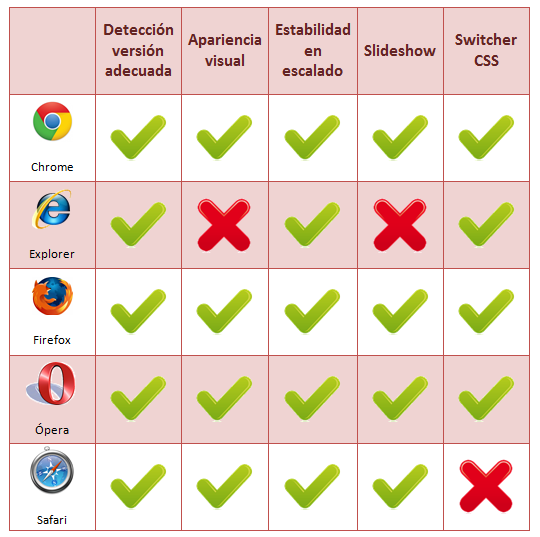 Detección
versión
adecuada
Apariencia
visual
Estabilidad
en
escalado
Slideshow
Switcher
CSS
Chrome
Explorer
Firefox
Ópera
Safari